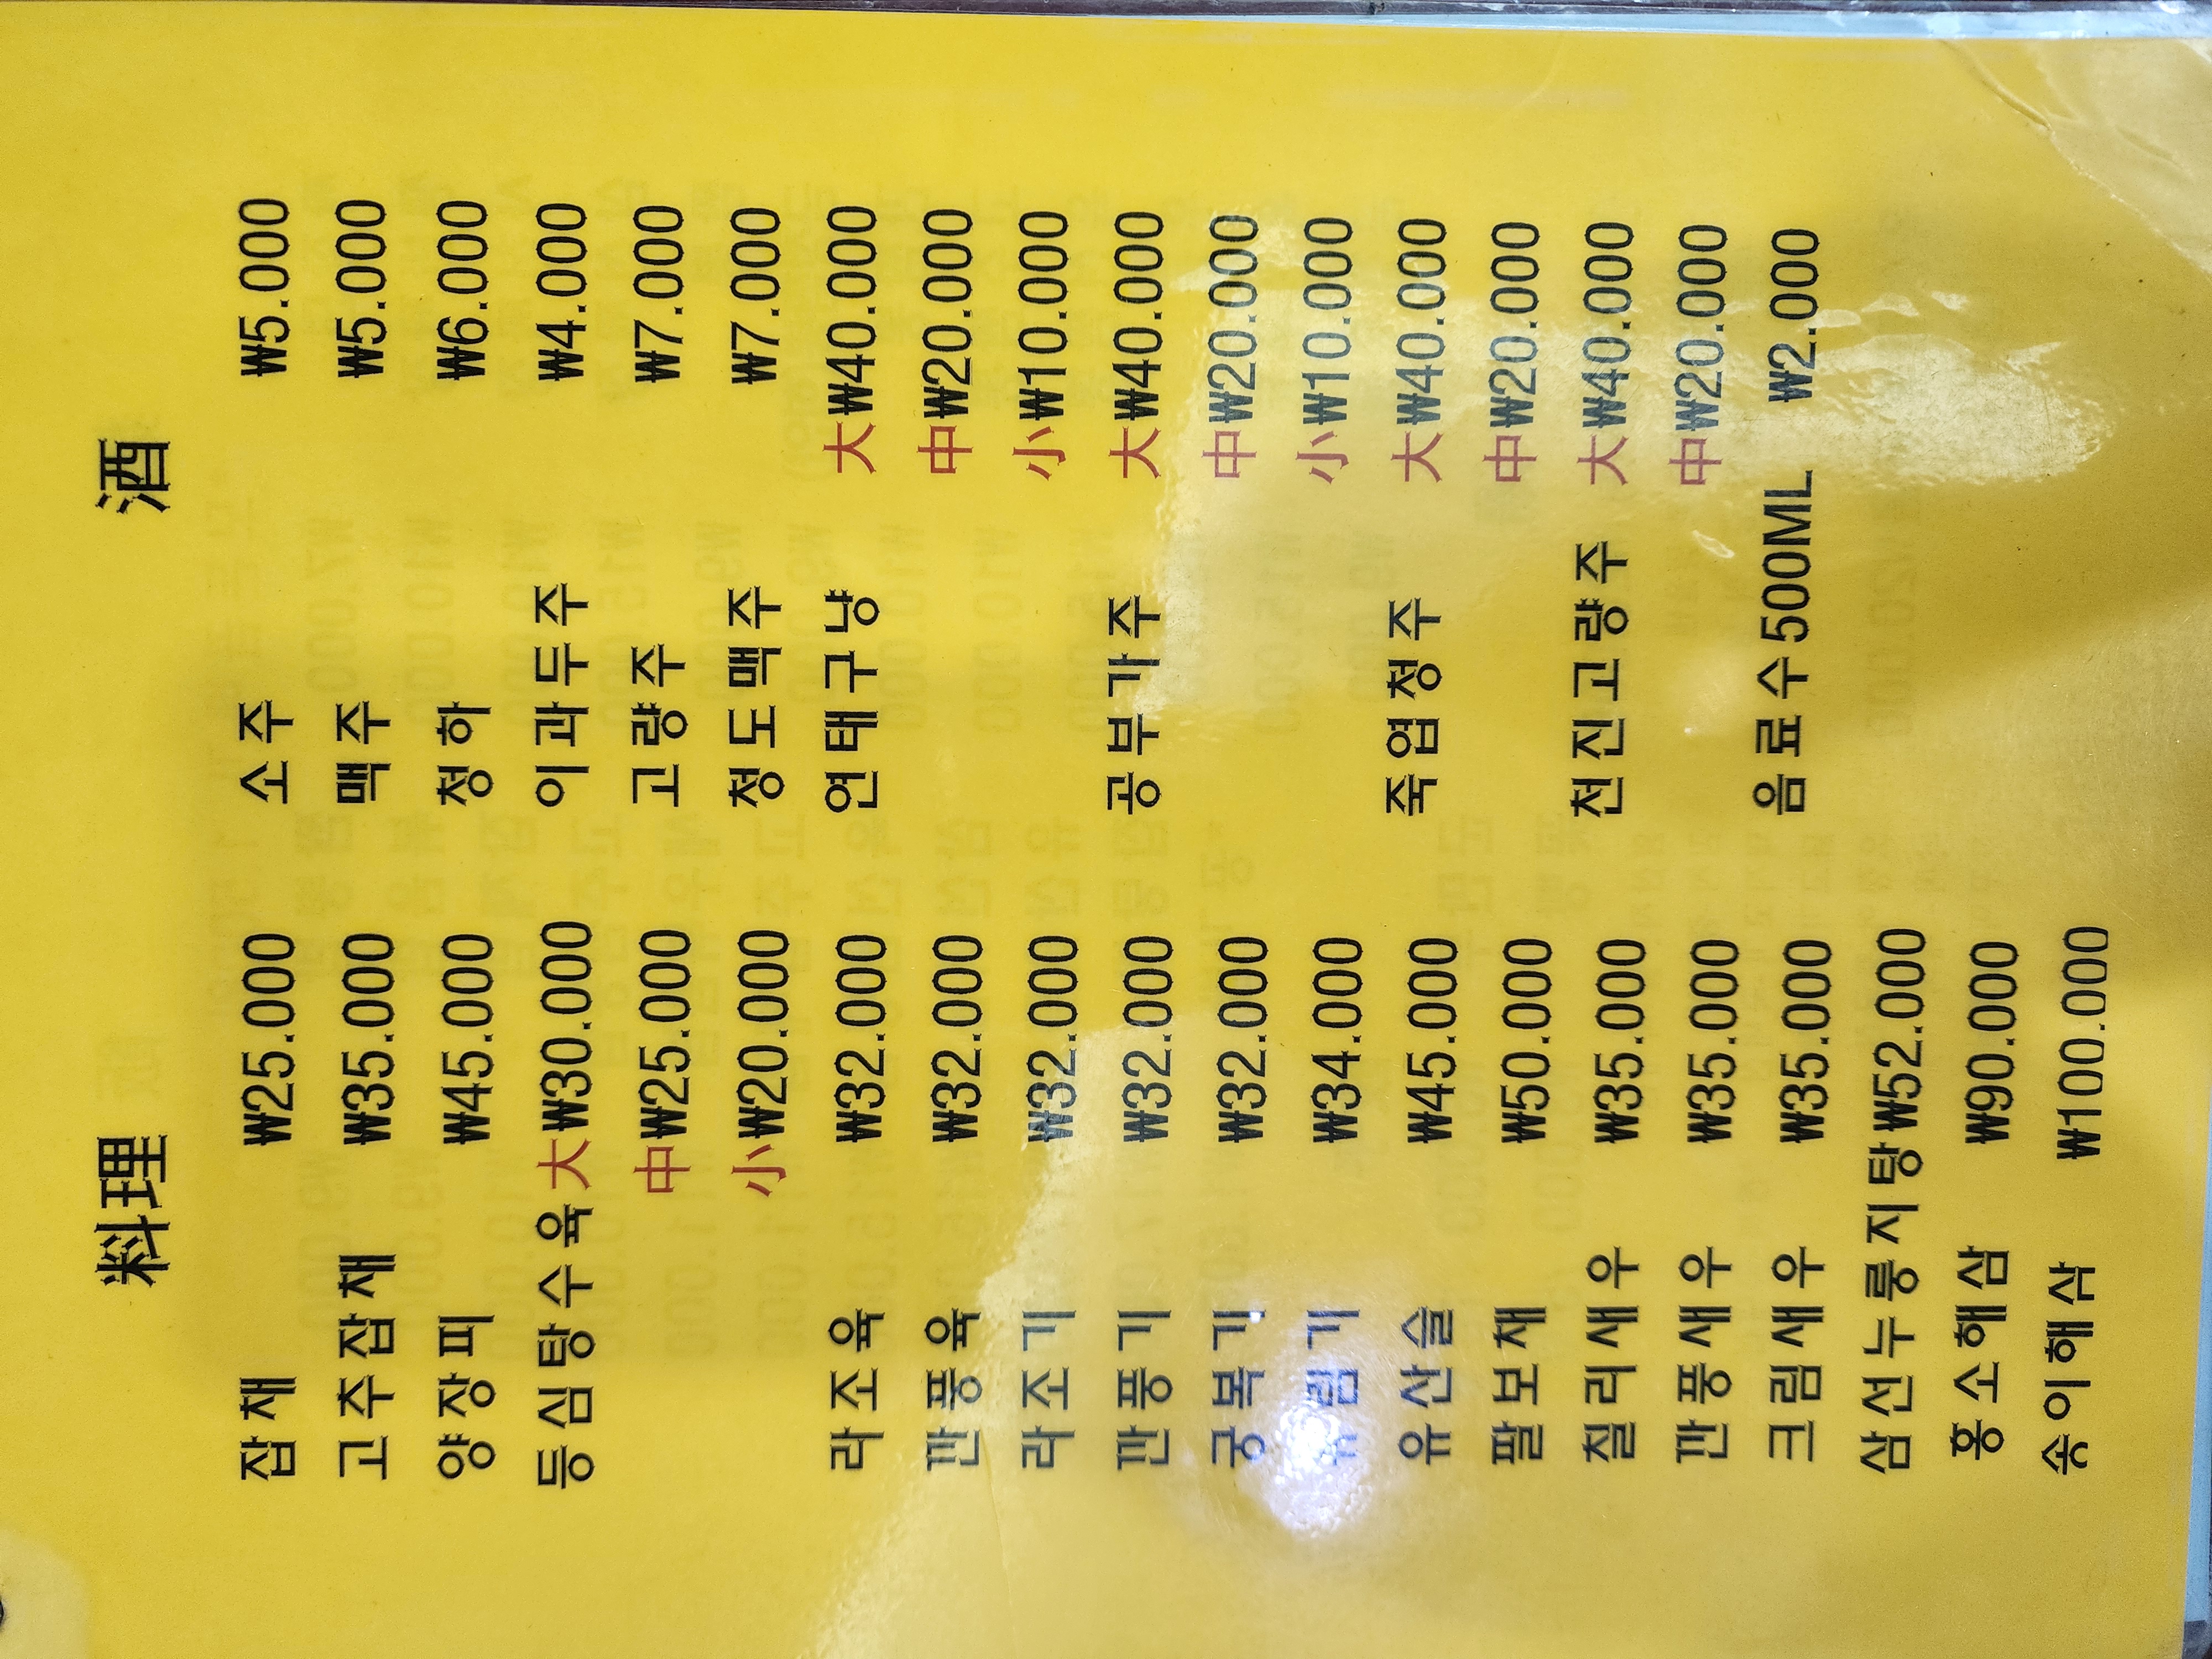 料理
잡채 ₩25.000
고추잡채 ₩35.000
양장피 ₩45.000
등심탕수육 大₩30.000
中₩25.000
小₩20.000
라조육 ₩32.000
깐풍육 ₩32.000
라조기 ₩32.000
깐풍기 ₩32.000
궁복기 ₩32.000
유림기 ₩34.000
유산슬 ₩45.000
팔보채 ₩50.000
칠리새우 ₩35.000
깐풍새우 ₩35.000
크림새우 ₩35.000
삼선누룽지탕 ₩52.000
홍소해삼 ₩90.000
송이해삼 ₩100.000
酒
소주 ₩5.000
맥주 ₩5.000
청하 ₩6.000
이과두주 ₩4.000
고량주 ₩7.000
청도맥주 ₩7.000
연태구냥 大₩40.000
中₩20.000
小₩10.000
공부가주 大₩40.000
中₩20.000
小₩10.000
죽엽청주 大₩40.000
中₩20.000
천진고량주 大₩40.000
中₩20.000
음료수500ML ₩2.000